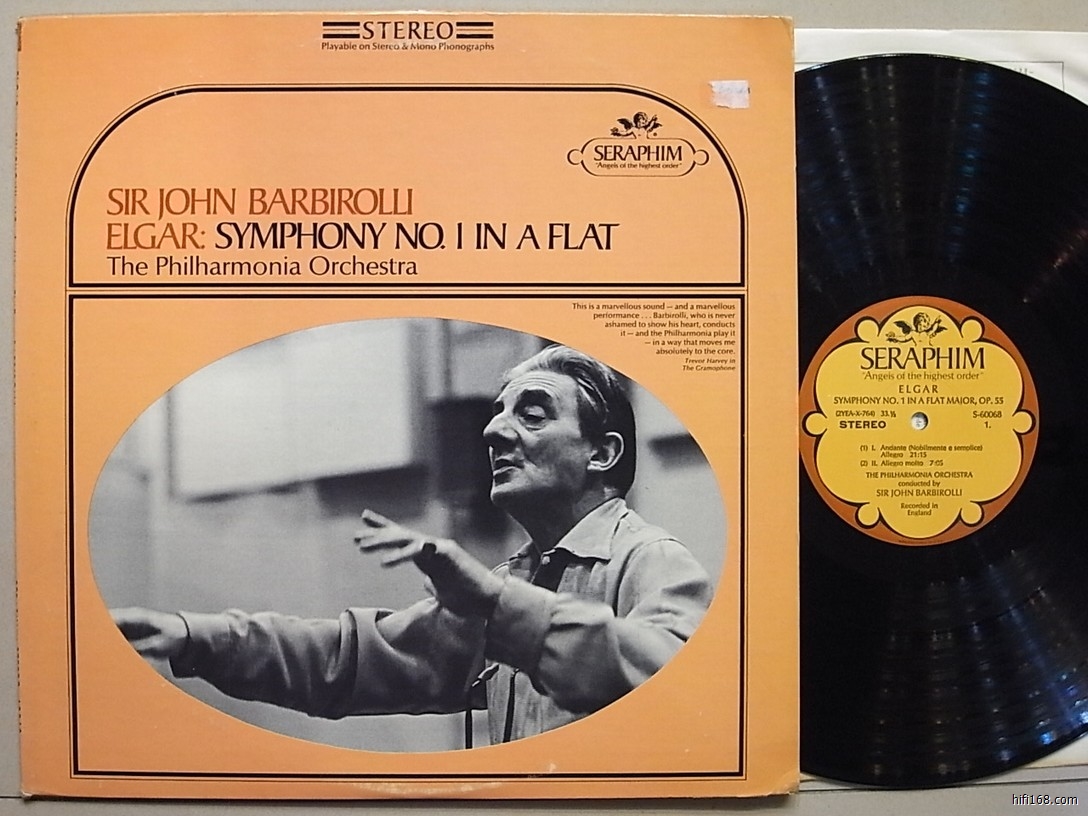 STEREO
Playable on Stereo & Mono Phonographs
SERAPHIM
"Angels of the highest order"
SIR JOHN BARBIROLLI
ELGAR: SYMPHONY NO. 1 IN A FLAT
The Philharmonia Orchestra
This is a marvellous sound — and a marvellous
performance . . . Barbirolli, who is never
ashamed to show his heart, conducts
it — and the Philharmonia play it
— in a way that moves me
absolutely to the core.
Trevor Harvey in
The Gramophone
SERAPHIM
"Angels of the highest order"
ELGAR
SYMPHONY NO. 1 IN A FLAT MAJOR, OP. 55
(2YEA-X-764) 33⅓ S-60068
STEREO 1.
(1) I. Andante (Nobilmente e semplice)
Allegro 21:15
(2) II. Allegro molto 7:05
THE PHILHARMONIA ORCHESTRA
conducted by
SIR JOHN BARBIROLLI
Recorded in
England
hifi168.com